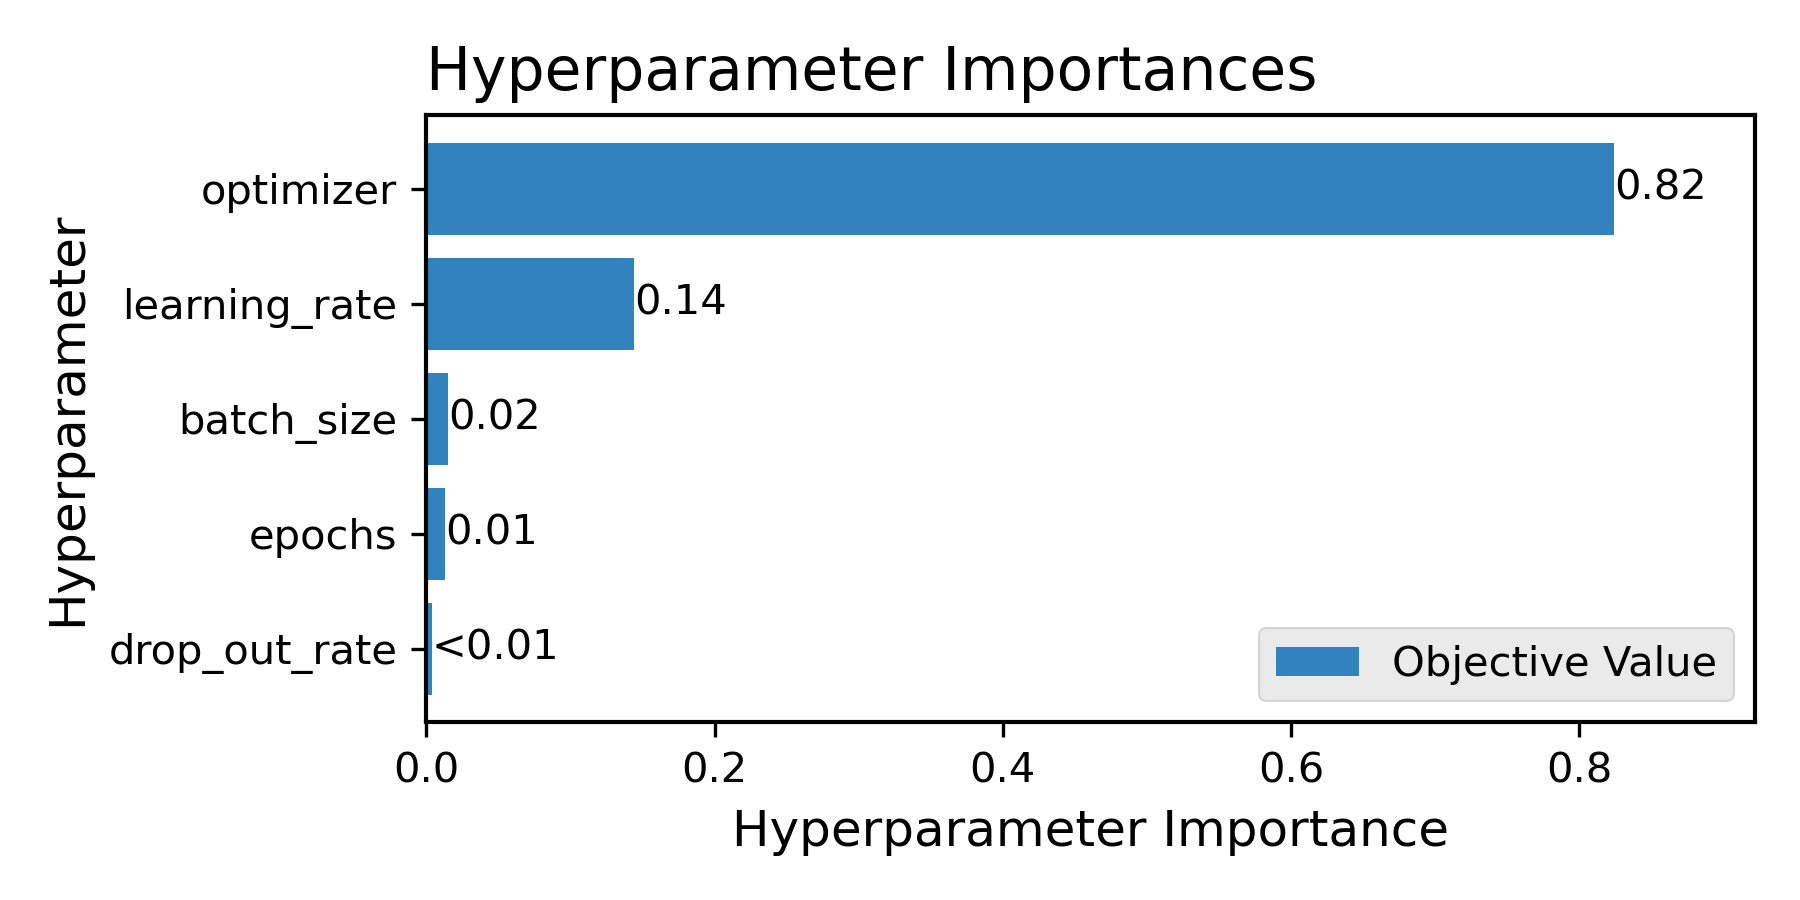 Hyperparameter Importances
Hyperparameter
optimizer
0.82
learning_rate
0.14
batch_size
0.02
epochs
0.01
drop_out_rate
<0.01
Objective Value
0.0 0.2 0.4 0.6 0.8
Hyperparameter Importance